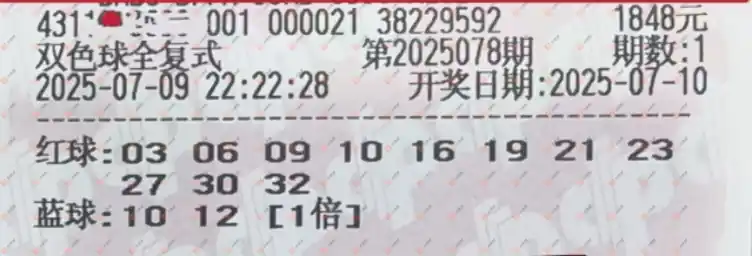 431 001 000021 38229592 1848元
双色球全复式 第2025078期 期数:1
2025-07-09 22:22:28 开奖日期:2025-07-10
红球:03 06 09 10 16 19 21 23
27 30 32
蓝球:10 12 [1倍]